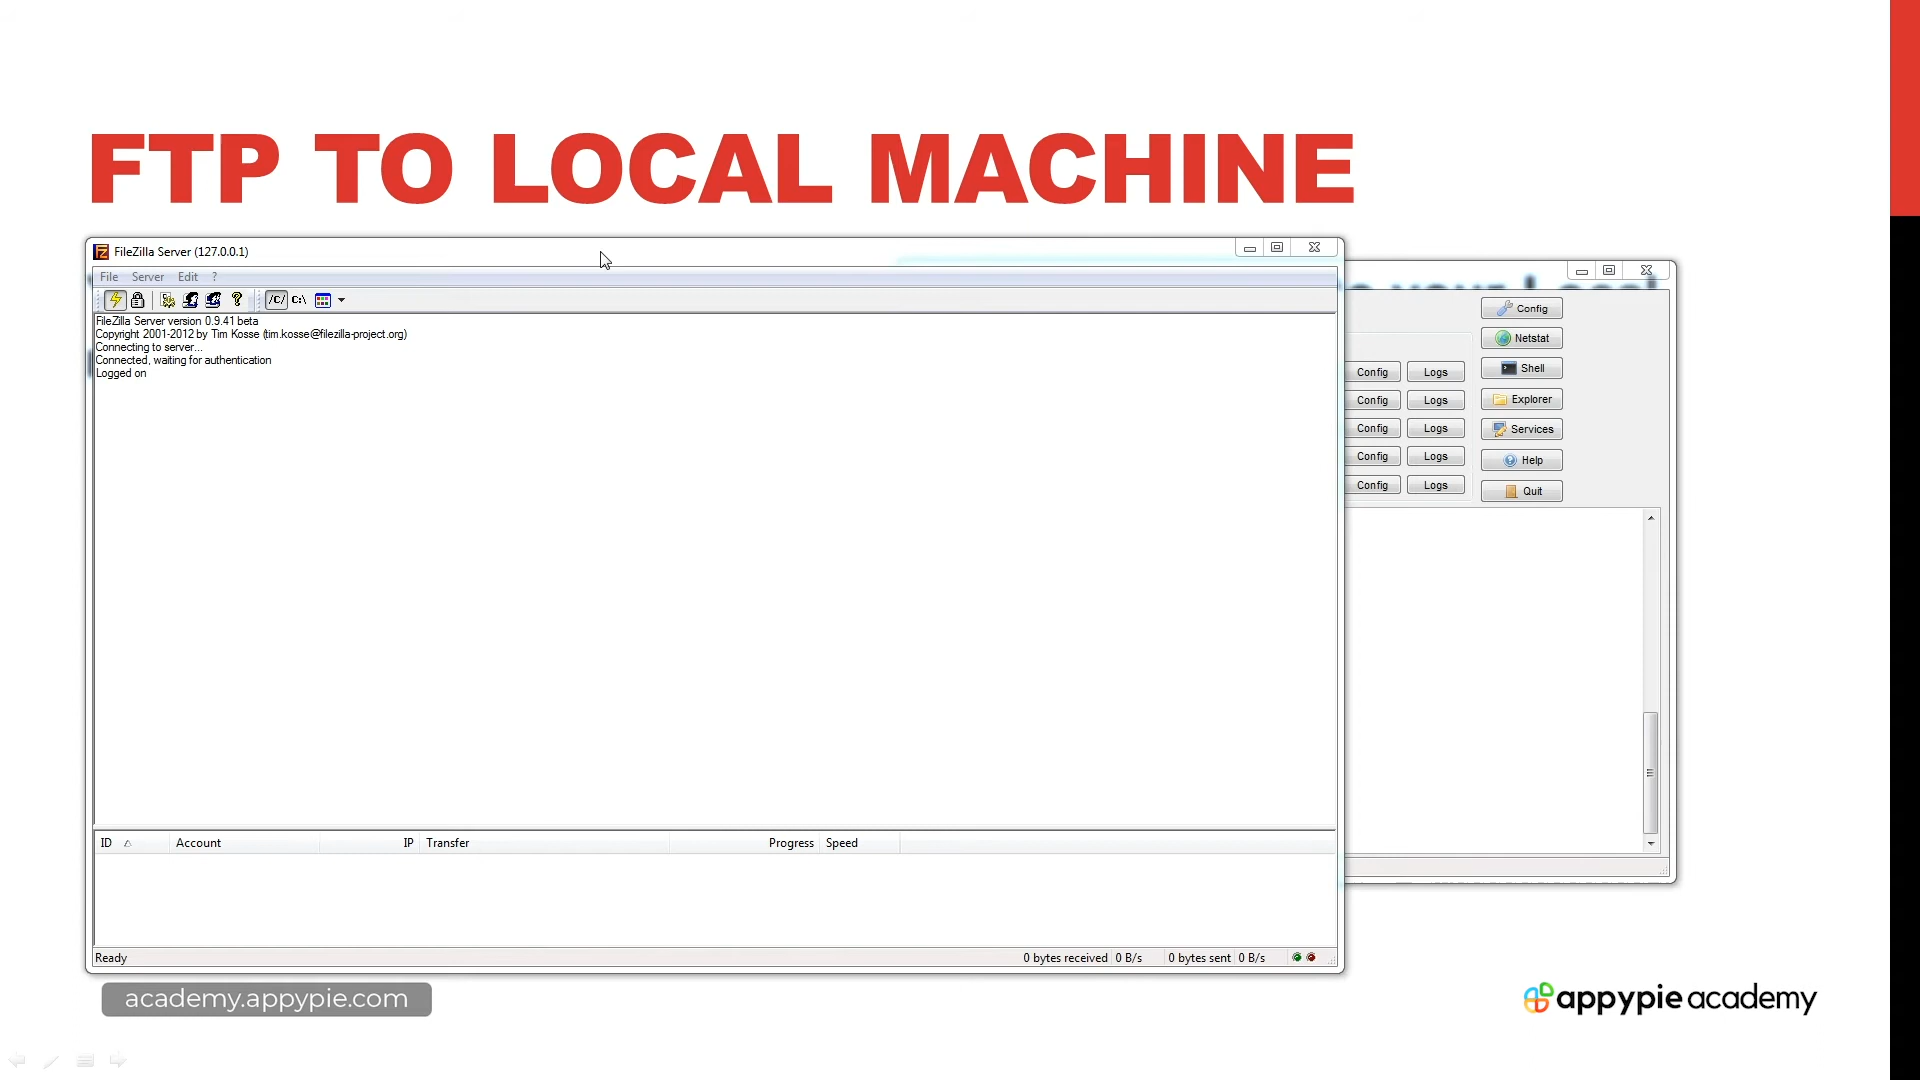 FTP TO LOCAL MACHINE
FileZilla Server (127.0.0.1)
File Server Edit ?
/C/ C:\
FileZilla Server version 0.9.41 beta
Copyright 2001-2012 by Tim Kosse (tim.kosse@filezilla-project.org)
Connecting to server...
Connected, waiting for authentication
Logged on
ID Account IP Transfer Progress Speed
Ready 0 bytes received 0 B/s 0 bytes sent 0 B/s
Config
Netstat
Config Logs Shell
Config Logs Explorer
Config Logs Services
Config Logs Help
Config Logs Quit
academy.appypie.com
appypie academy